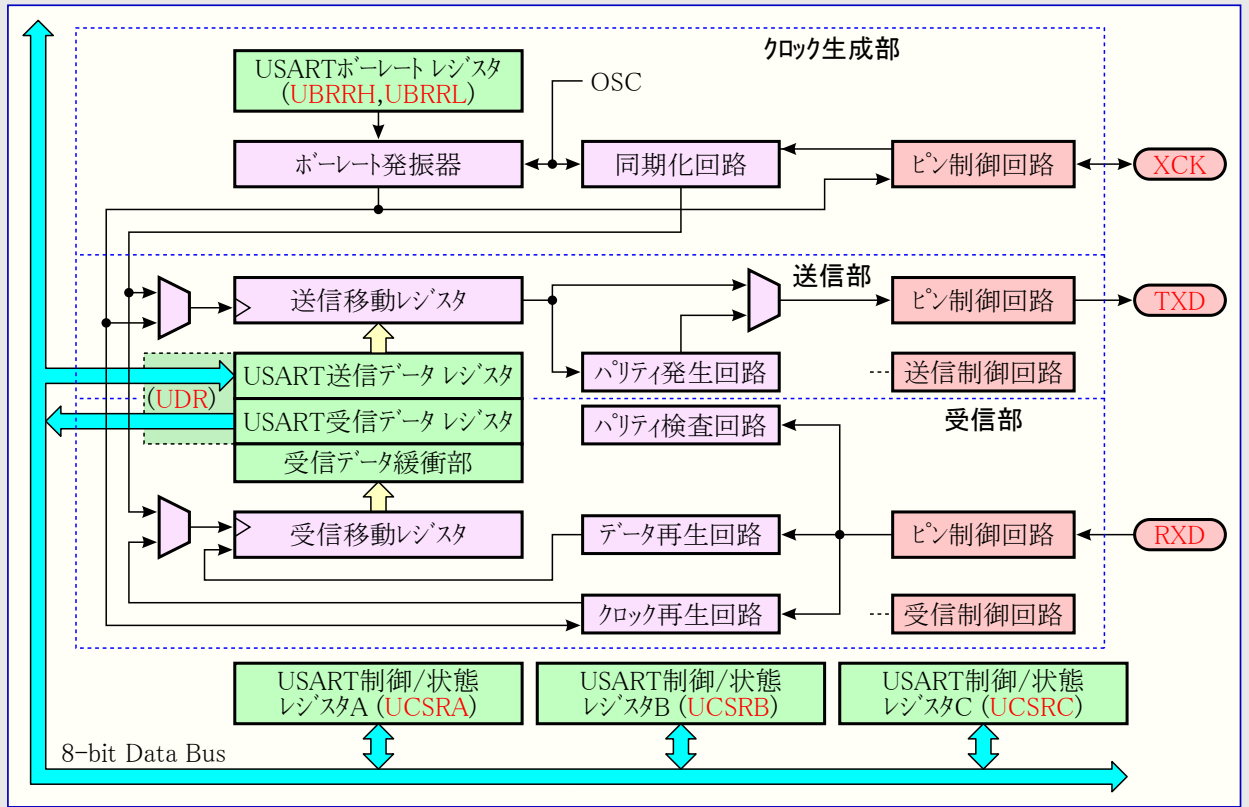 クロック生成部
USARTボーレート レジスタ
(UBRRH,UBRRL)
OSC
ボーレート発振器
同期化回路
ピン制御回路
XCK
送信部
送信移動レジスタ
ピン制御回路
TXD
USART送信データ レジスタ
パリティ発生回路
送信制御回路
(UDR)
USART受信データ レジスタ
パリティ検査回路
受信部
受信データ緩衝部
受信移動レジスタ
データ再生回路
ピン制御回路
RXD
クロック再生回路
受信制御回路
USART制御/状態
レジスタA (UCSRA)
USART制御/状態
レジスタB (UCSRB)
USART制御/状態
レジスタC (UCSRC)
8-bit Data Bus